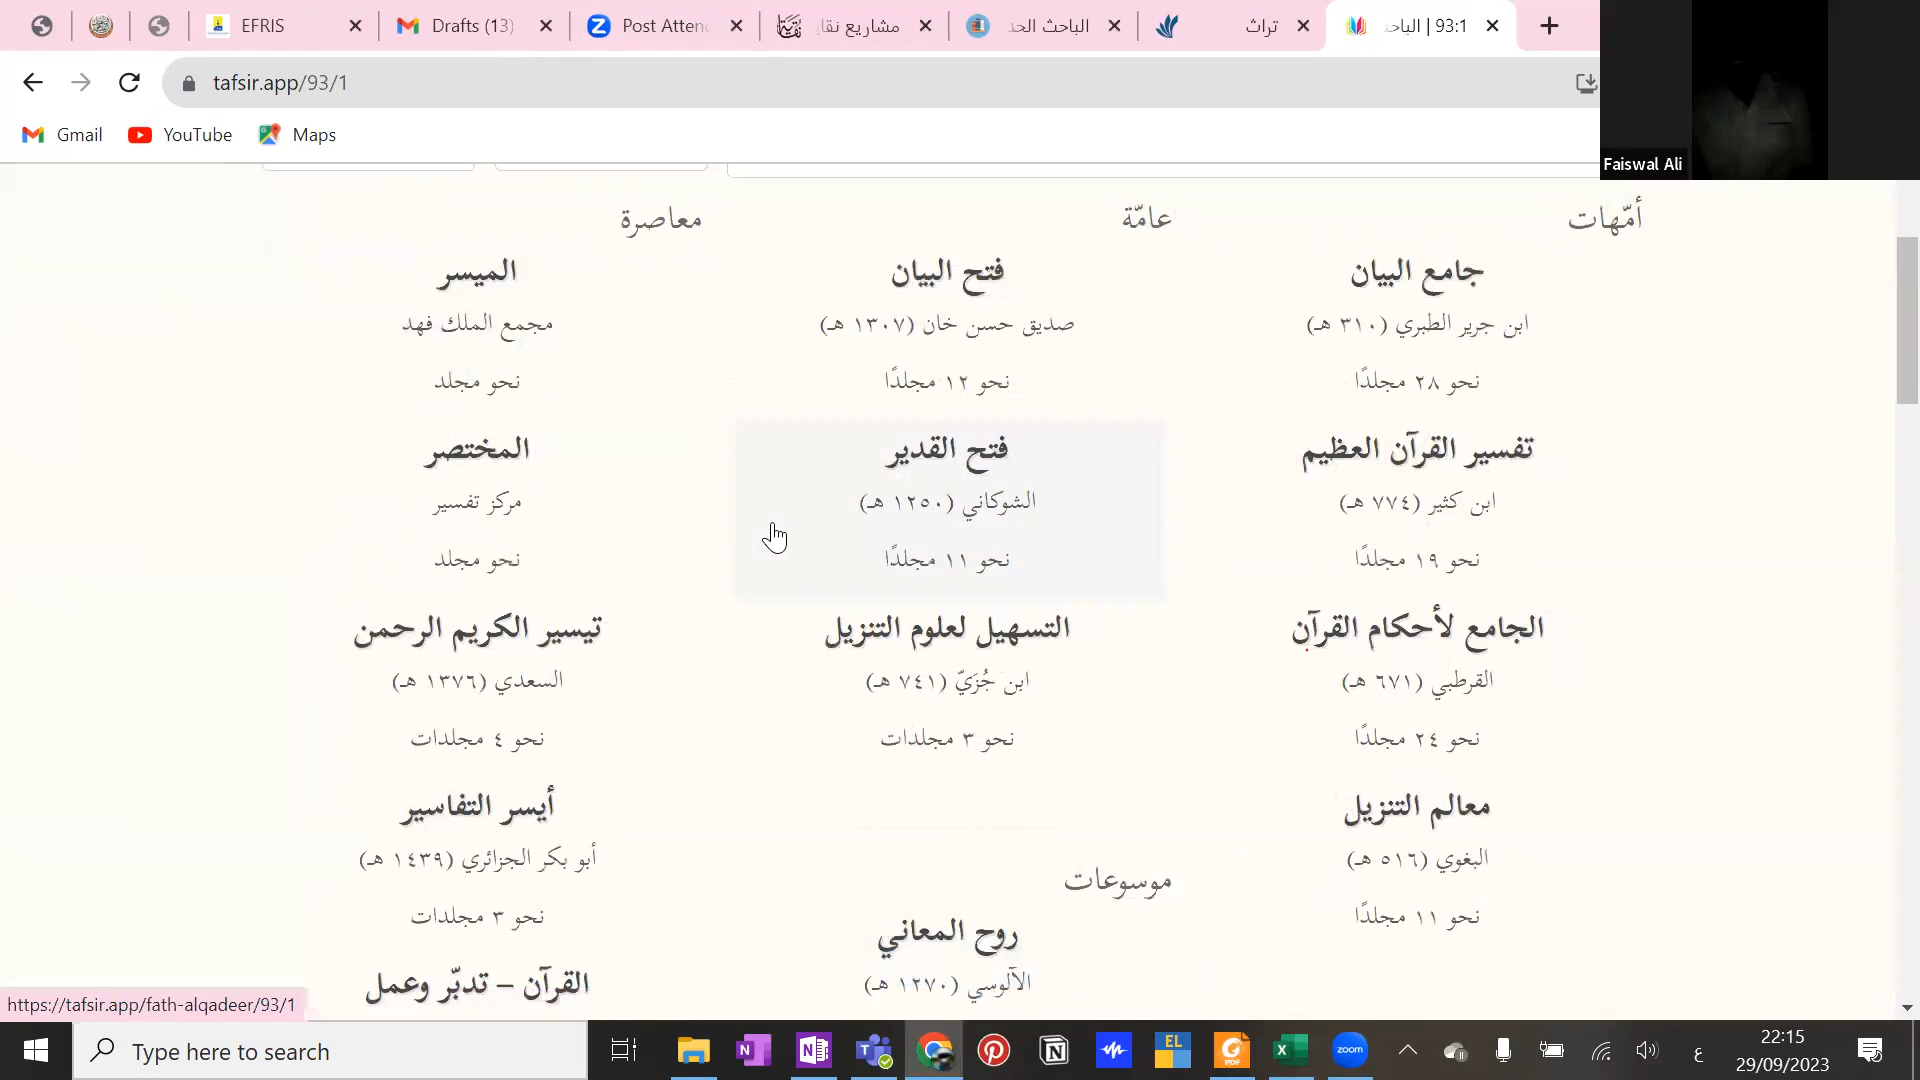 EFRIS
Drafts (13)
Post Atten
مشاريع نقاي
الباحث الحد
تراث
93:1 | الباحث
tafsir.app/93/1
Gmail
YouTube
Maps
Faiswal Ali
أمّهات
جامع البيان
ابن جرير الطبري (٣١٠ هـ)
نحو ٢٨ مجلدًا
تفسير القرآن العظيم
ابن كثير (٧٧٤ هـ)
نحو ١٩ مجلدًا
الجامع لأحكام القرآن
القرطبي (٦٧١ هـ)
نحو ٢٤ مجلدًا
معالم التنزيل
البغوي (٥١٦ هـ)
نحو ١١ مجلدًا
عامّة
فتح البيان
صديق حسن خان (١٣٠٧ هـ)
نحو ١٢ مجلدًا
فتح القدير
الشوكاني (١٢٥٠ هـ)
نحو ١١ مجلدًا
التسهيل لعلوم التنزيل
ابن جُزَيّ (٧٤١ هـ)
نحو ٣ مجلدات
موسوعات
روح المعاني
الآلوسي (١٢٧٠ هـ)
معاصرة
الميسر
مجمع الملك فهد
نحو مجلد
المختصر
مركز تفسير
نحو مجلد
تيسير الكريم الرحمن
السعدي (١٣٧٦ هـ)
نحو ٤ مجلدات
أيسر التفاسير
أبو بكر الجزائري (١٤٣٩ هـ)
نحو ٣ مجلدات
القرآن – تدبّر وعمل
https://tafsir.app/fath-alqadeer/93/1
Type here to search
EL
PDF
zoom
ع
22:15
29/09/2023